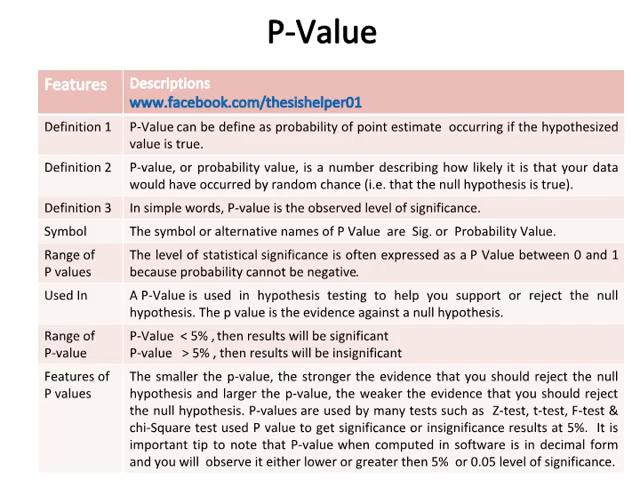 P-Value
Features
Descriptions
www.facebook.com/thesishelper01
Definition 1
P-Value can be define as probability of point estimate occurring if the hypothesized
value is true.
Definition 2
P-value, or probability value, is a number describing how likely it is that your data
would have occurred by random chance (i.e. that the null hypothesis is true).
Definition 3
In simple words, P-value is the observed level of significance.
Symbol
The symbol or alternative names of P Value are Sig. or Probability Value.
Range of
P values
The level of statistical significance is often expressed as a P Value between 0 and 1
because probability cannot be negative.
Used In
A P-Value is used in hypothesis testing to help you support or reject the null
hypothesis. The p value is the evidence against a null hypothesis.
Range of
P-value
P-Value < 5% , then results will be significant
P-value > 5% , then results will be insignificant
Features of
P values
The smaller the p-value, the stronger the evidence that you should reject the null
hypothesis and larger the p-value, the weaker the evidence that you should reject
the null hypothesis. P-values are used by many tests such as Z-test, t-test, F-test &
chi-Square test used P value to get significance or insignificance results at 5%. It is
important tip to note that P-value when computed in software is in decimal form
and you will observe it either lower or greater then 5% or 0.05 level of significance.